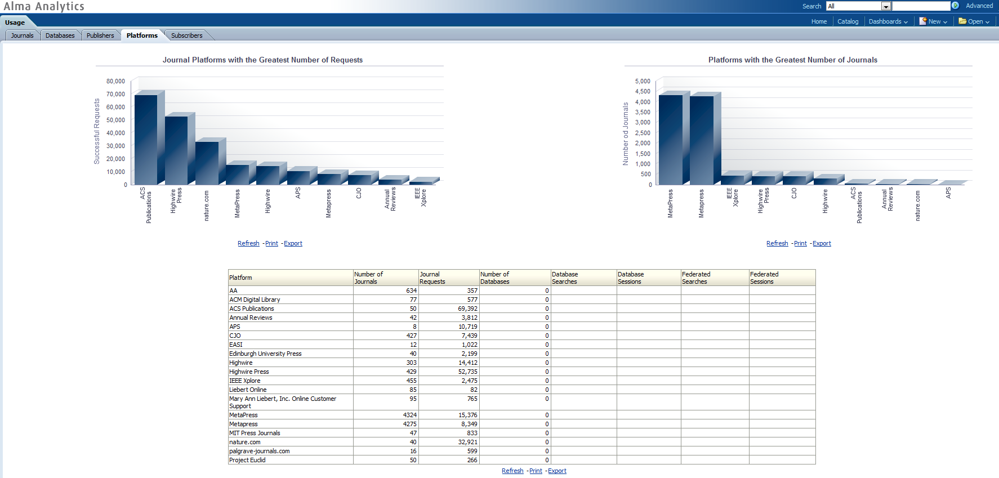 Alma Analytics
Search All Advanced
Usage
Home Catalog Dashboards New Open
Journals Databases Publishers Platforms Subscribers
Journal Platforms with the Greatest Number of Requests
Successful Requests
80,000
70,000
60,000
50,000
40,000
30,000
20,000
10,000
0
ACS Publications
Highwire Press
nature.com
MetaPress
Highwire
APS
Metapress
CJO
Annual Reviews
IEEE Xplore
Refresh - Print - Export
Platforms with the Greatest Number of Journals
Number od Journals
5,000
4,500
4,000
3,500
3,000
2,500
2,000
1,500
1,000
500
0
MetaPress
Metapress
IEEE Xplore
Highwire Press
CJO
Highwire
ACS Publications
Annual Reviews
nature.com
APS
Refresh - Print - Export
Platform Number of Journals Journal Requests Number of Databases Database Searches Database Sessions Federated Searches Federated Sessions
AA 634 357 0
ACM Digital Library 77 577 0
ACS Publications 50 69,392 0
Annual Reviews 42 3,812 0
APS 8 10,719 0
CJO 427 7,439 0
EASI 12 1,022 0
Edinburgh University Press 40 2,199 0
Highwire 303 14,412 0
Highwire Press 429 52,735 0
IEEE Xplore 455 2,475 0
Liebert Online 85 82 0
Mary Ann Liebert, Inc. Online Customer Support 95 765 0
MetaPress 4324 15,376 0
Metapress 4275 8,349 0
MIT Press Journals 47 833 0
nature.com 40 32,921 0
palgrave-journals.com 16 599 0
Project Euclid 50 266 0
Refresh - Print - Export